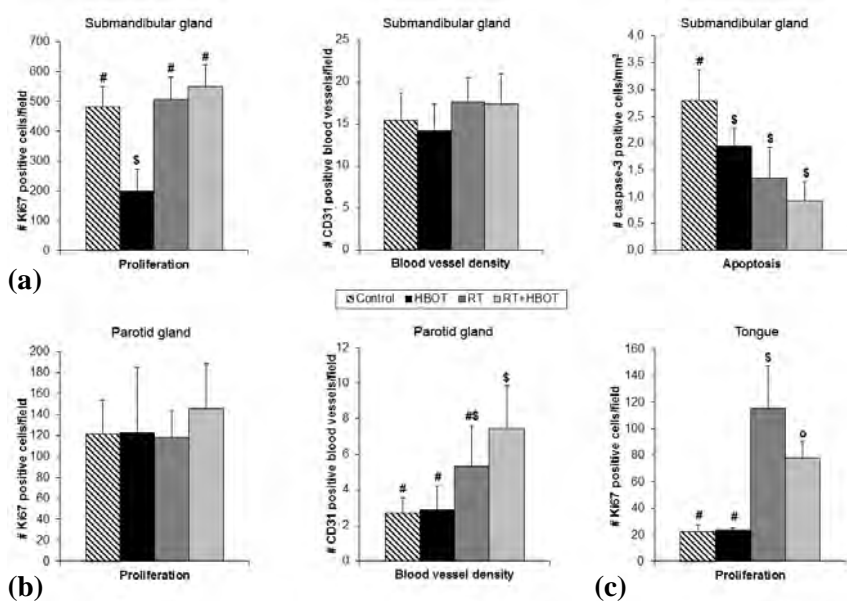 Submandibular gland
# Ki67 positive cells/field
700
600
500
400
300
200
100
0
#
$
#
#
Proliferation
Submandibular gland
# CD31 positive blood vessels/field
25
20
15
10
5
0
Blood vessel density
Submandibular gland
# caspase-3 positive cells/mm²
4,0
3,5
3,0
2,5
2,0
1,5
1,0
0,5
0,0
#
$
$
$
Apoptosis
(a)
Control HBOT RT RT+HBOT
Parotid gland
# Ki67 positive cells/field
200
180
160
140
120
100
80
60
40
20
0
Proliferation
(b)
Parotid gland
# CD31 positive blood vessels/field
12
10
8
6
4
2
0
#
#
#$
$
Blood vessel density
Tongue
# Ki67 positive cells/field
160
140
120
100
80
60
40
20
0
#
#
$
o
Proliferation
(c)